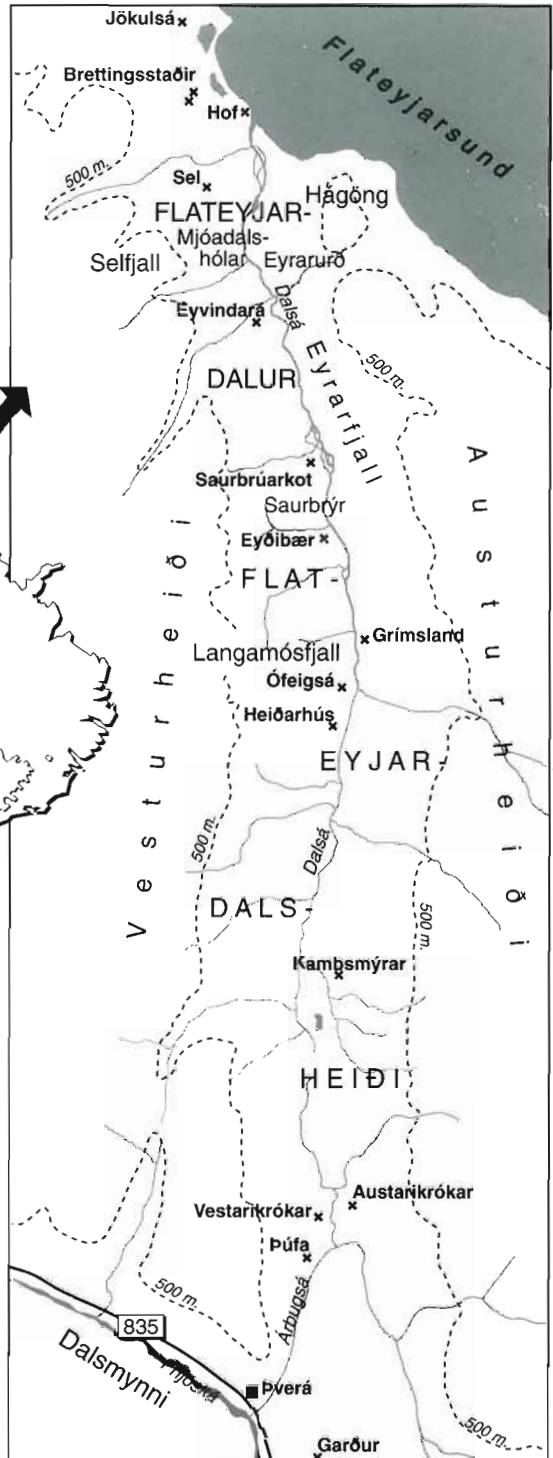 Jökulsá
Flateyjarsund
Brettingsstaðir
Hof
500 m.
Sel
Hágöng
FLATEYJAR-
Mjóadals-
hólar
Selfjall
Eyrarurð
Dalsá
Eyvindará
Eyrarfjall
500 m.
DALUR
Austurheiði
Saurbrúarkot
Saurbrýr
Vesturheiði
Eyðibær
FLAT-
Grímsland
Langamósfjall
Ófeigsá
Heiðarhús
EYJAR-
500 m.
Dalsá
DALS-
500 m.
Kambsmýrar
HEIÐI
Austarikrókar
Vestarikrókar
Þúfa
500 m.
Árbugsá
835
Dalsmynni
Þverá
500 m.
Garður